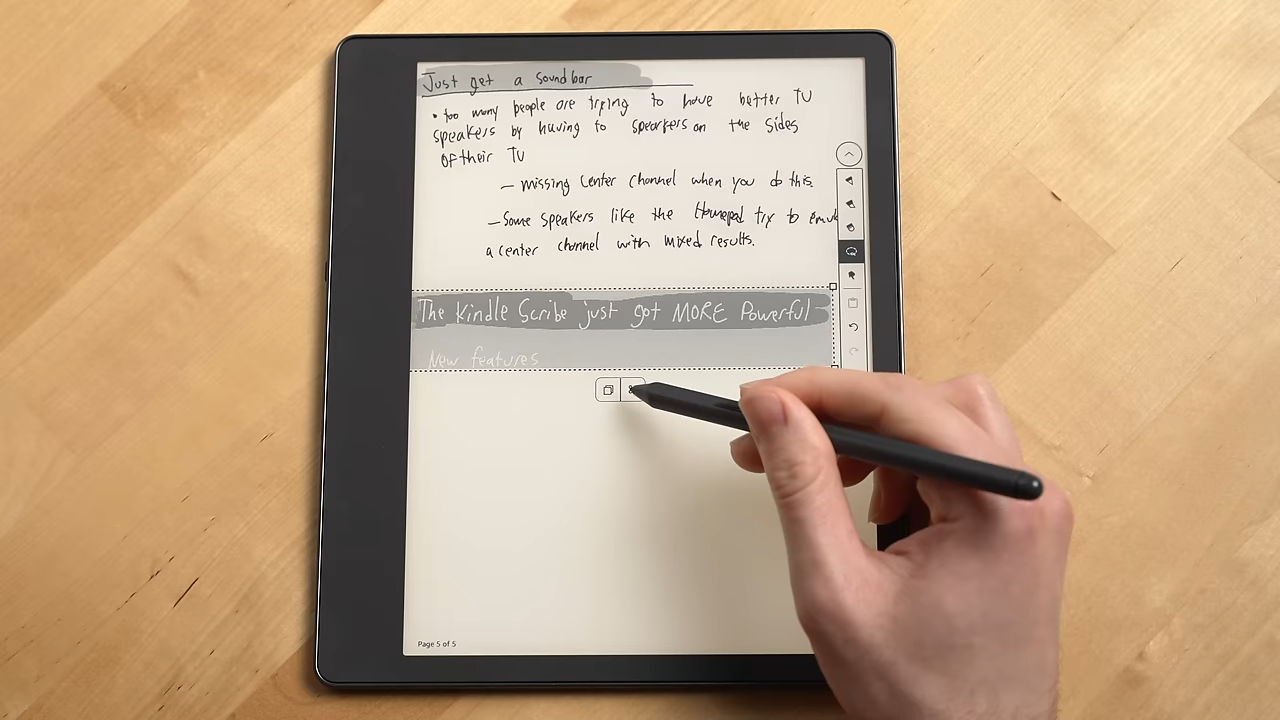 Just get a soundbar
• too many people are trying to have better TV
speakers by having to speakers on the sides
of their TV
– missing center channel when you do this.
– Some speakers like the Homepod try to
a center channel with mixed results.
The Kindle Scribe just got MORE Powerful –
New features
Page 5 of 5